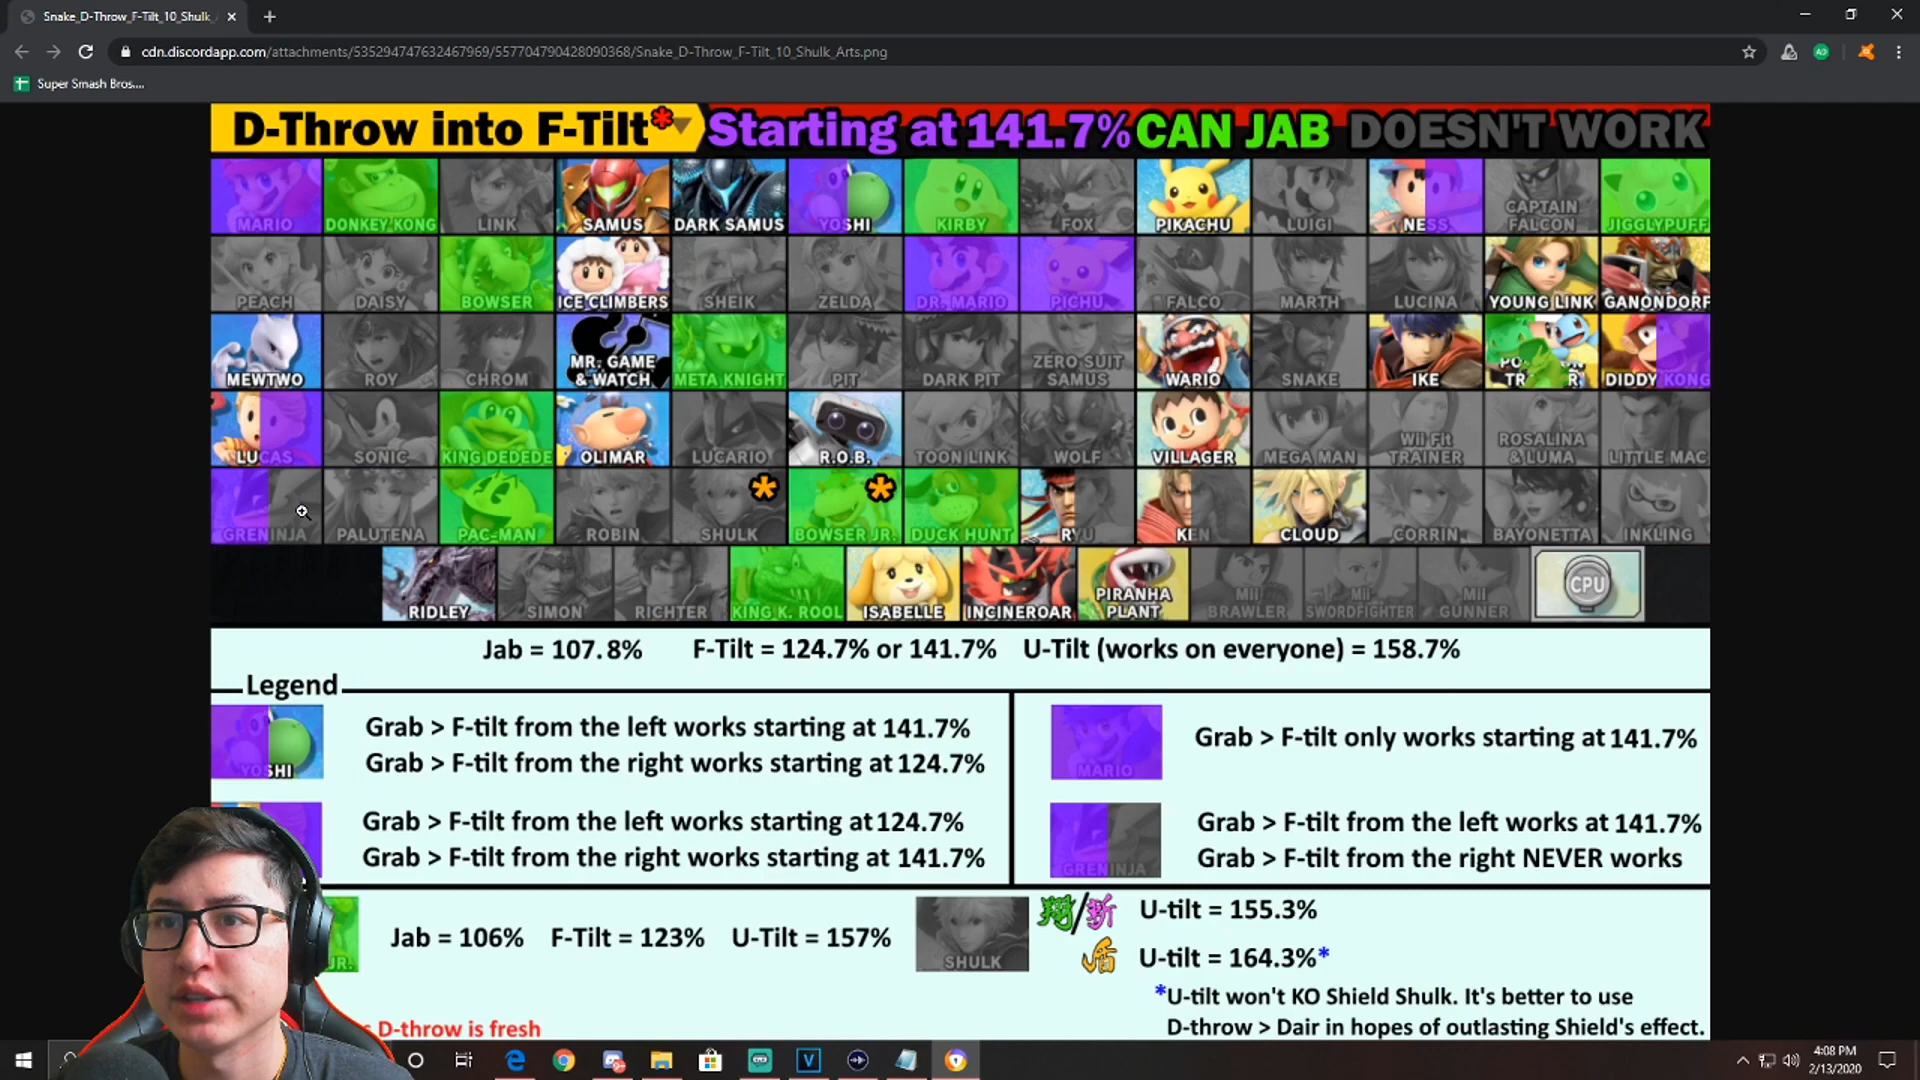 Snake_D-Throw_F-Tilt_10_Shulk_
cdn.discordapp.com/attachments/535294747632467969/557704790428090368/Snake_D-Throw_F-Tilt_10_Shulk_Arts.png
Super Smash Bros....
D-Throw into F-Tilt* Starting at 141.7% CAN JAB DOESN'T WORK
MARIO DONKEY KONG LINK SAMUS DARK SAMUS YOSHI KIRBY FOX PIKACHU LUIGI NESS CAPTAIN FALCON JIGGLYPUFF
PEACH DAISY BOWSER ICE CLIMBERS SHEIK ZELDA DR. MARIO PICHU FALCO MARTH LUCINA YOUNG LINK GANONDORF
MEWTWO ROY CHROM MR. GAME & WATCH META KNIGHT PIT DARK PIT ZERO SUIT SAMUS WARIO SNAKE IKE DIDDY KONG
LUCAS SONIC KING DEDEDE OLIMAR LUCARIO R.O.B. TOON LINK WOLF VILLAGER MEGA MAN Wii Fit TRAINER ROSALINA & LUMA LITTLE MAC
GRENINJA PALUTENA PAC-MAN ROBIN SHULK * BOWSER JR. * DUCK HUNT RYU KEN CLOUD CORRIN BAYONETTA INKLING
RIDLEY SIMON RICHTER KING K. ROOL ISABELLE INCINEROAR PIRANHA PLANT Mii BRAWLER Mii SWORDFIGHTER Mii GUNNER CPU
Jab = 107.8% F-Tilt = 124.7% or 141.7% U-Tilt (works on everyone) = 158.7%
Legend
YOSHI
Grab > F-tilt from the left works starting at 141.7%
Grab > F-tilt from the right works starting at 124.7%
MARIO
Grab > F-tilt only works starting at 141.7%
Grab > F-tilt from the left works starting at 124.7%
Grab > F-tilt from the right works starting at 141.7%
GRENINJA
Grab > F-tilt from the left works at 141.7%
Grab > F-tilt from the right NEVER works
JR.
Jab = 106% F-Tilt = 123% U-Tilt = 157%
SHULK
翔/斬 U-tilt = 155.3%
盾 U-tilt = 164.3%*
*U-tilt won't KO Shield Shulk. It's better to use
D-throw > Dair in hopes of outlasting Shield's effect.
s D-throw is fresh
4:08 PM
2/13/2020